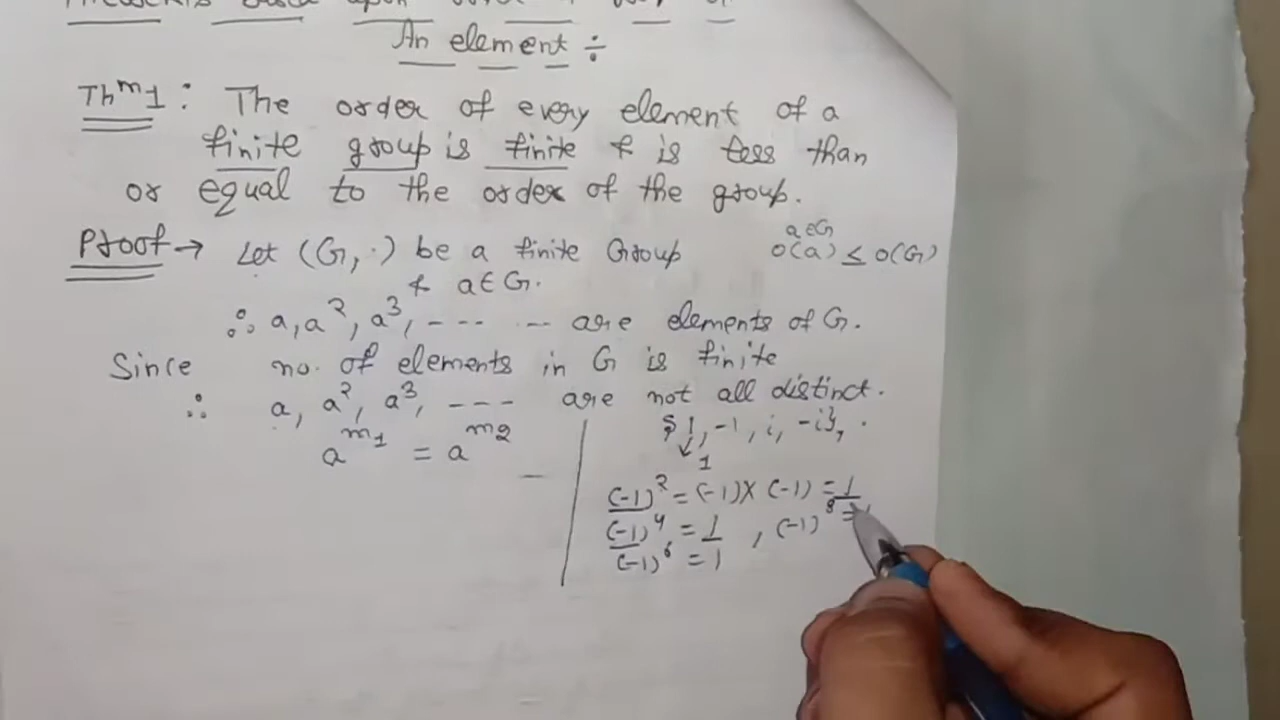 An element ÷
Thm 1: The order of every element of a
finite group is finite & is less than
or equal to the order of the group.
Proof → Let (G, ·) be a finite Group
a∈G
o(a) ≤ o(G)
& a∈G.
∴ a, a², a³, --- --- are elements of G.
Since no. of elements in G is finite
∴ a, a², a³, --- are not all distinct.
a^m1 = a^m2
{1, -1, i, -i}, .
↙ 1
(-1)² = (-1)×(-1) = 1
(-1)⁴ = 1 , (-1)⁸ =
(-1)⁶ = 1